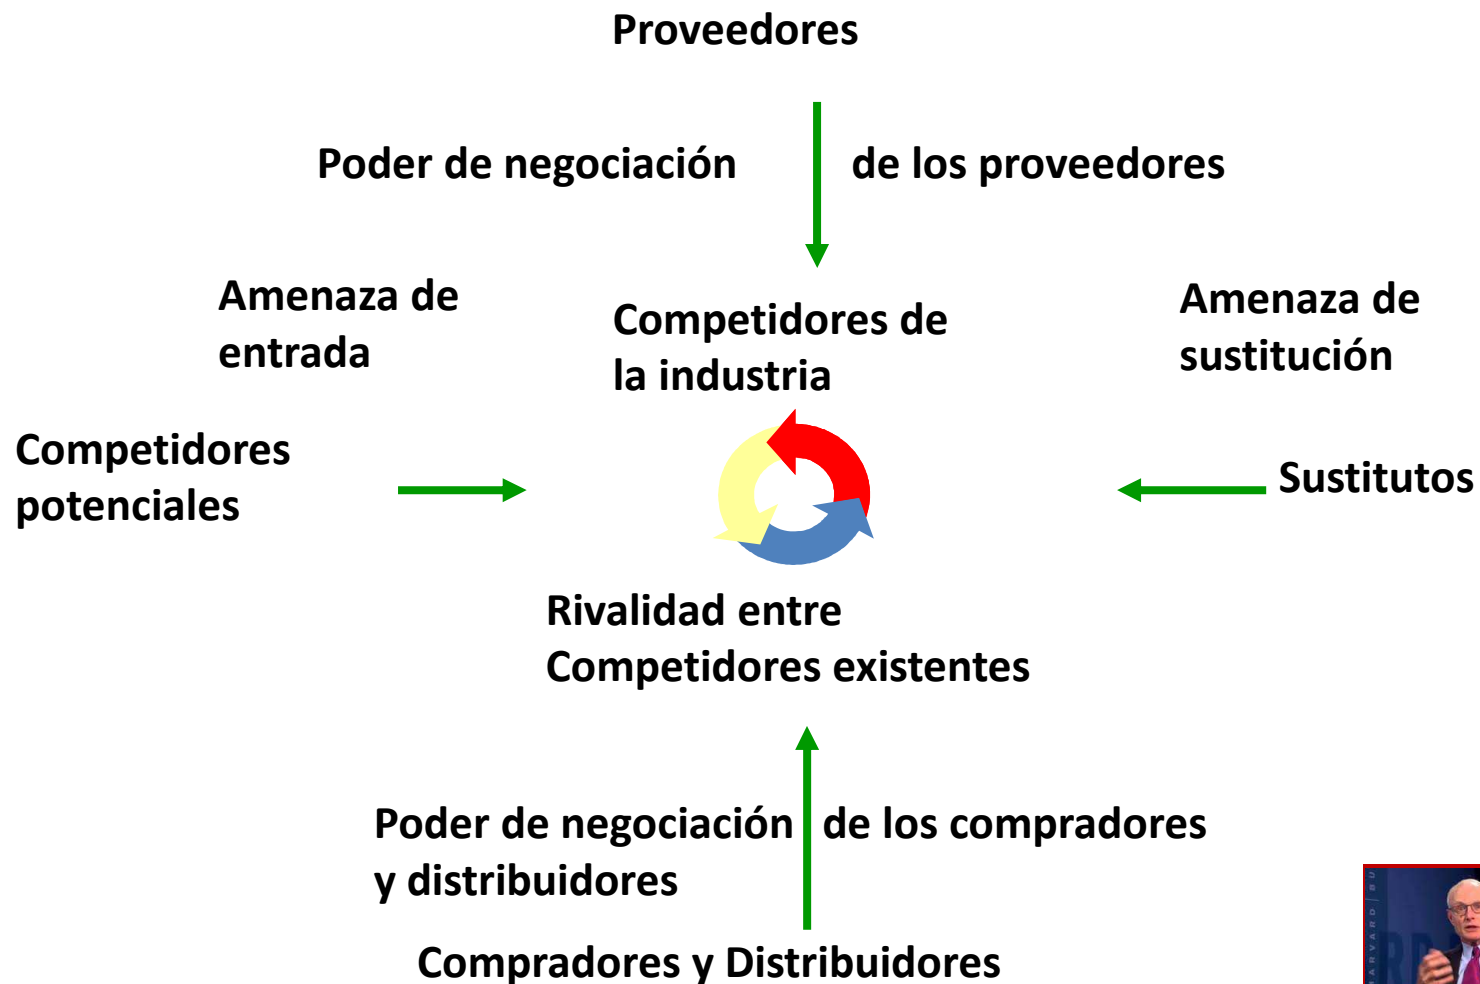 Proveedores
Poder de negociación de los proveedores
Amenaza de
entrada
Competidores de
la industria
Amenaza de
sustitución
Competidores
potenciales
Sustitutos
Rivalidad entre
Competidores existentes
Poder de negociación de los compradores
y distribuidores
Compradores y Distribuidores